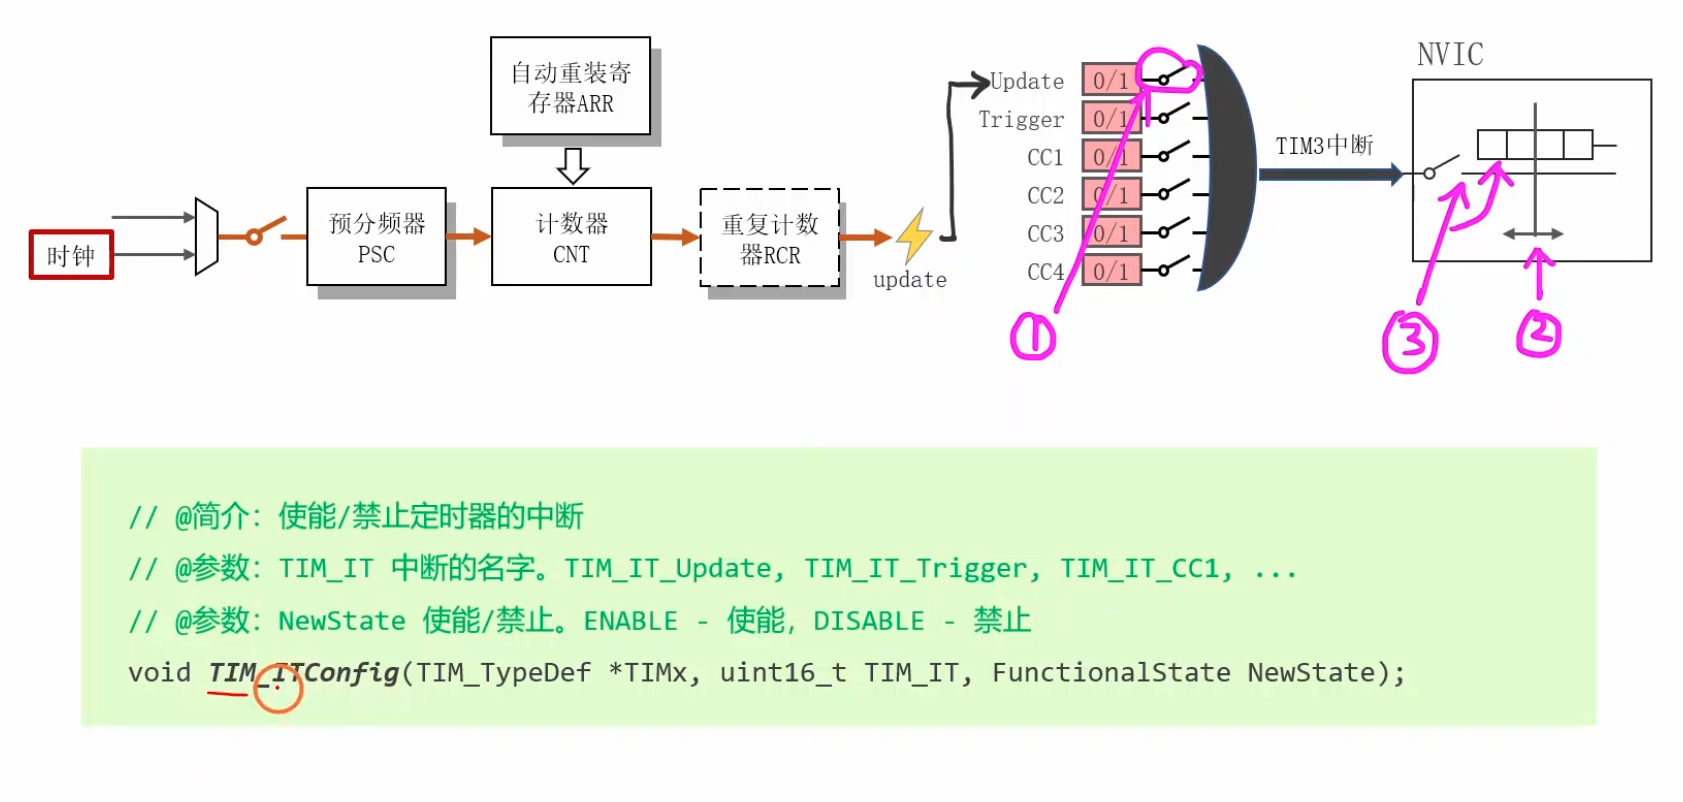 自动重装寄
存器ARR
时钟
预分频器
PSC
计数器
CNT
重复计数
器RCR
update
Update 0/1
Trigger 0/1
CC1 0/1
CC2 0/1
CC3 0/1
CC4 0/1
TIM3中断
NVIC
①
③
②
// @简介：使能/禁止定时器的中断
// @参数：TIM_IT 中断的名字。TIM_IT_Update, TIM_IT_Trigger, TIM_IT_CC1, ...
// @参数：NewState 使能/禁止。ENABLE - 使能，DISABLE - 禁止
void TIM_ITConfig(TIM_TypeDef *TIMx, uint16_t TIM_IT, FunctionalState NewState);